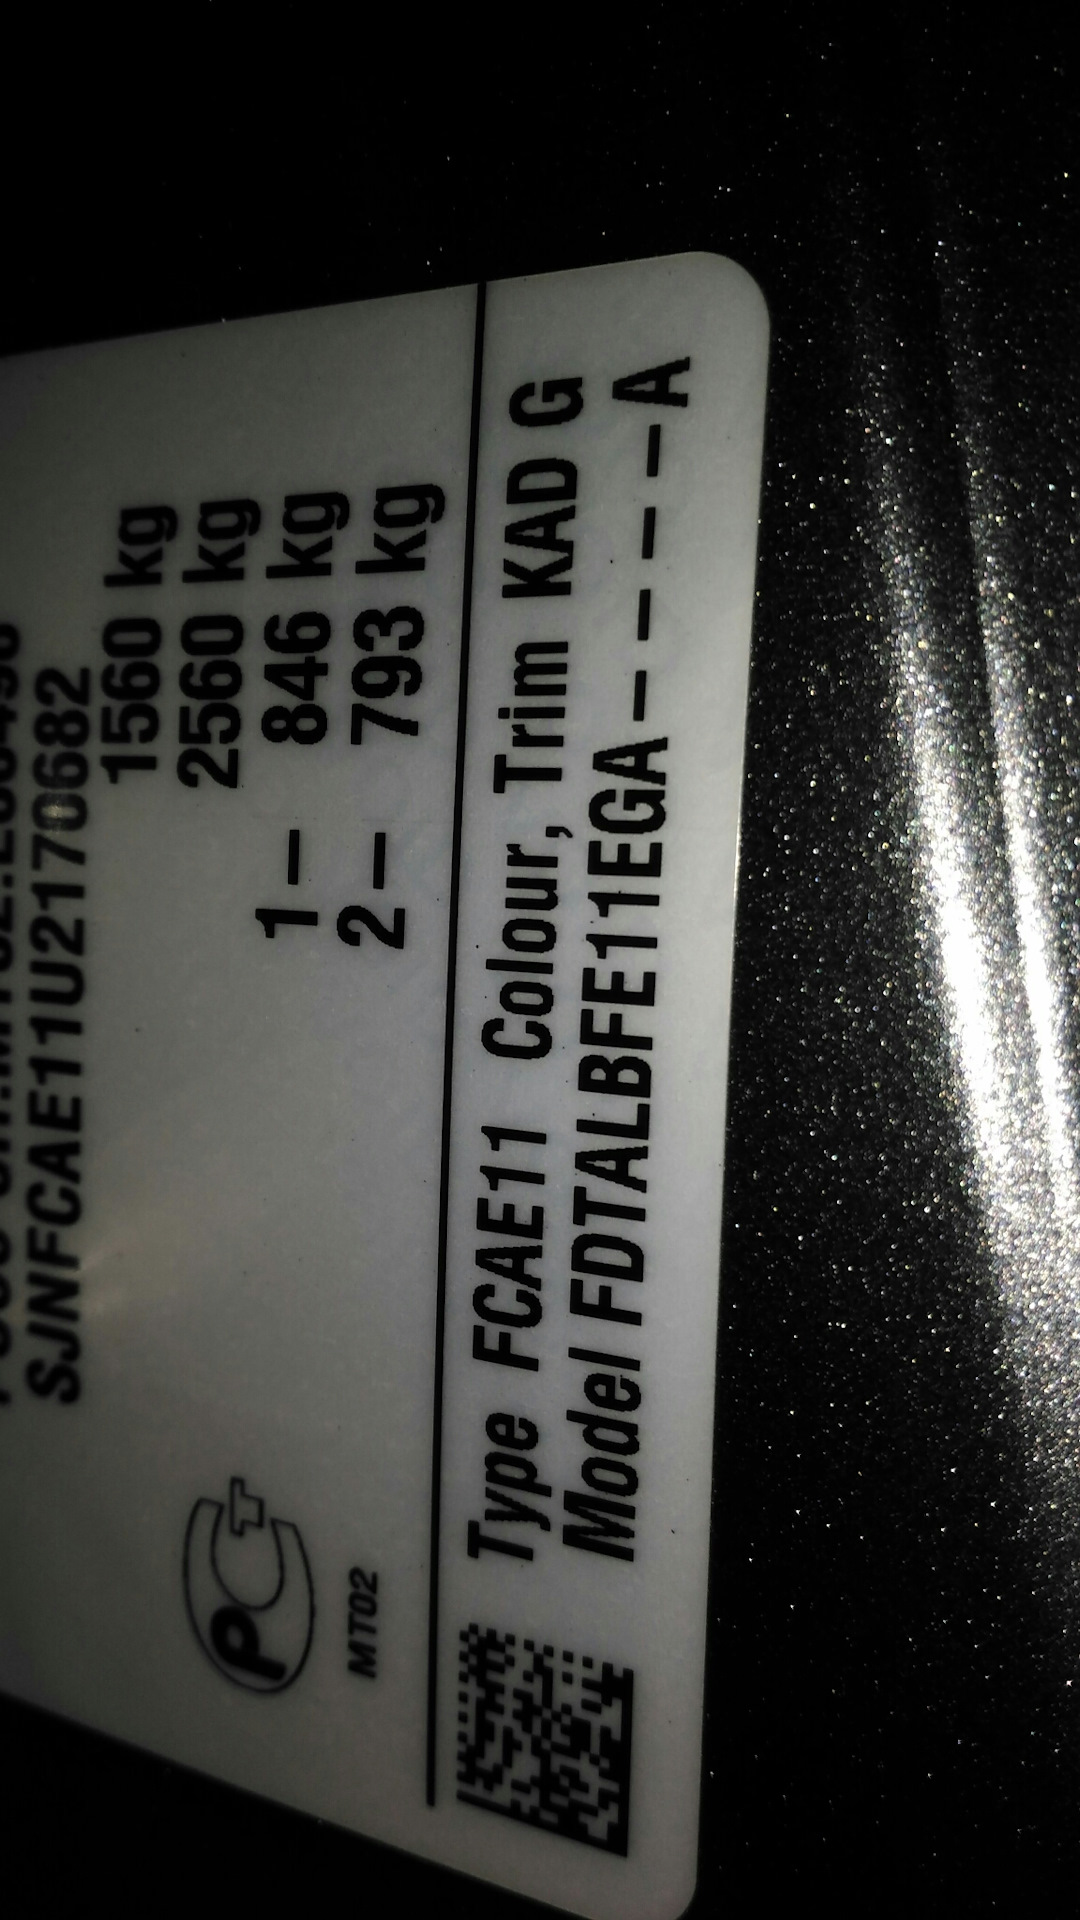 SJNFCAE11U2170682
1560 kg
2560 kg
1– 846 kg
2– 793 kg
PCT
MT02
Type FCAE11 Colour, Trim KAD G
Model FDTALBFE11EGA–––––A